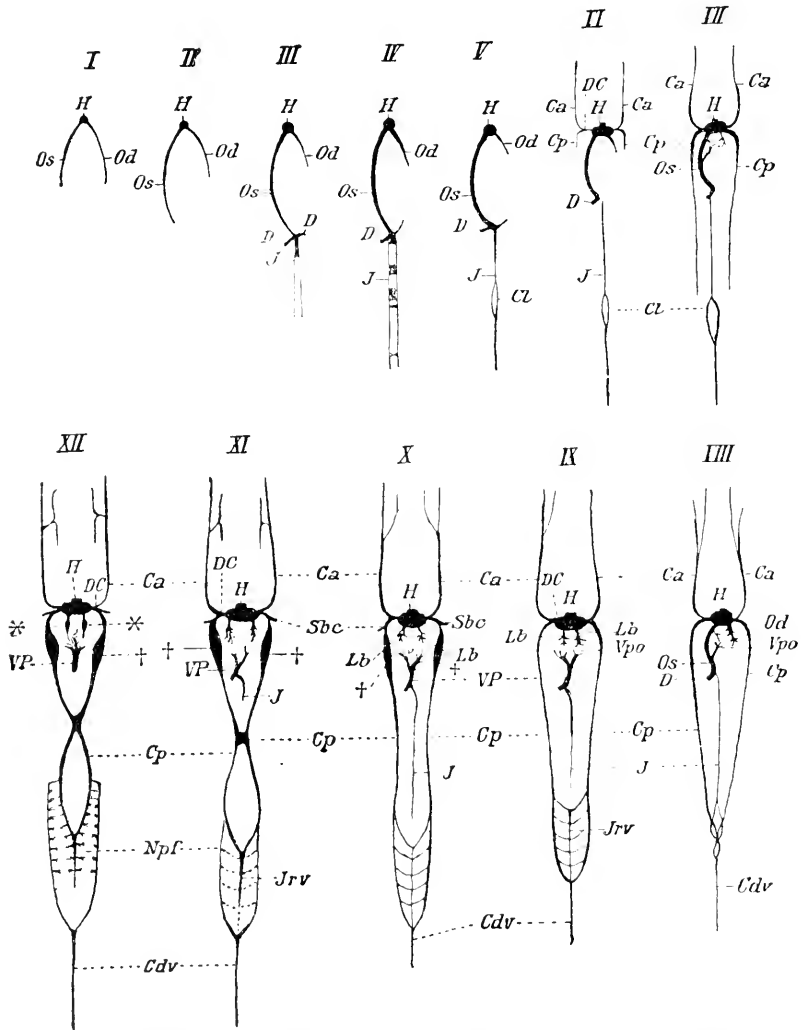 I IV III IV V II III
H H H H H H H
Ca DC Ca Ca Ca
Cp Cp Cp
Os Od Os Od Os Od Os Od Os Od Os
D D D D D
J J J J
Cl Cl
XII XI X IX VIII
H DC Ca H DC Ca H Ca DC H Ca H Ca
* * Sbc Sbc Od
VP † † † VP Lb † Lb † VP Lb Lb Vpo Os D Vpo Cp
J
Cp Cp Cp Cp
J J
Npf Jrv Jrv
Cdv Cdv Cdv